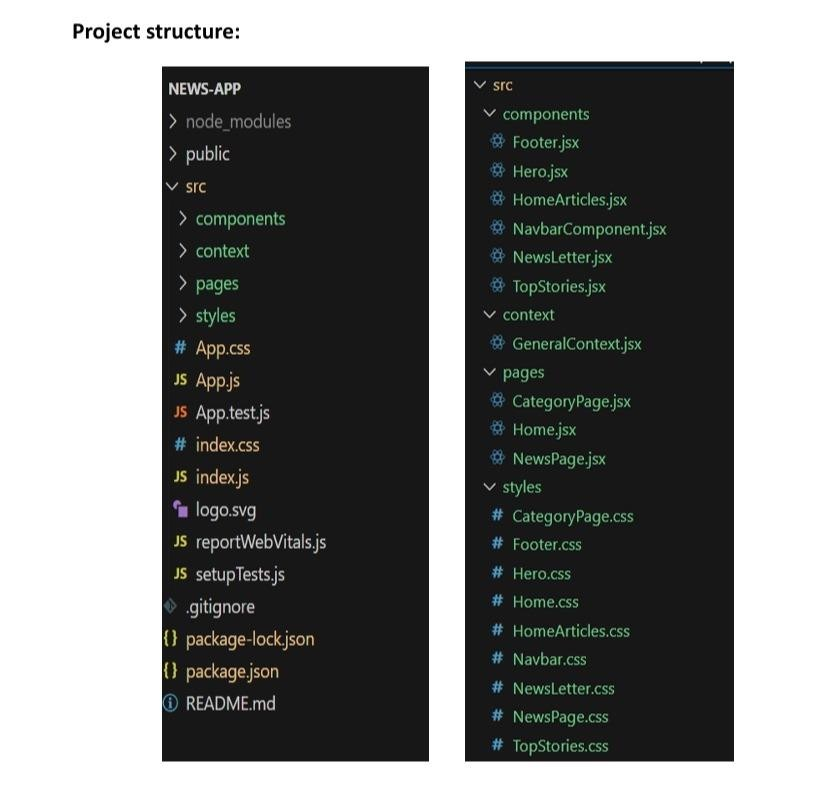 Project structure:
NEWS-APP
node_modules
public
src
components
context
pages
styles
# App.css
JS App.js
JS App.test.js
# index.css
JS index.js
logo.svg
JS reportWebVitals.js
JS setupTests.js
.gitignore
{} package-lock.json
{} package.json
README.md
src
components
Footer.jsx
Hero.jsx
HomeArticles.jsx
NavbarComponent.jsx
NewsLetter.jsx
TopStories.jsx
context
GeneralContext.jsx
pages
CategoryPage.jsx
Home.jsx
NewsPage.jsx
styles
# CategoryPage.css
# Footer.css
# Hero.css
# Home.css
# HomeArticles.css
# Navbar.css
# NewsLetter.css
# NewsPage.css
# TopStories.css